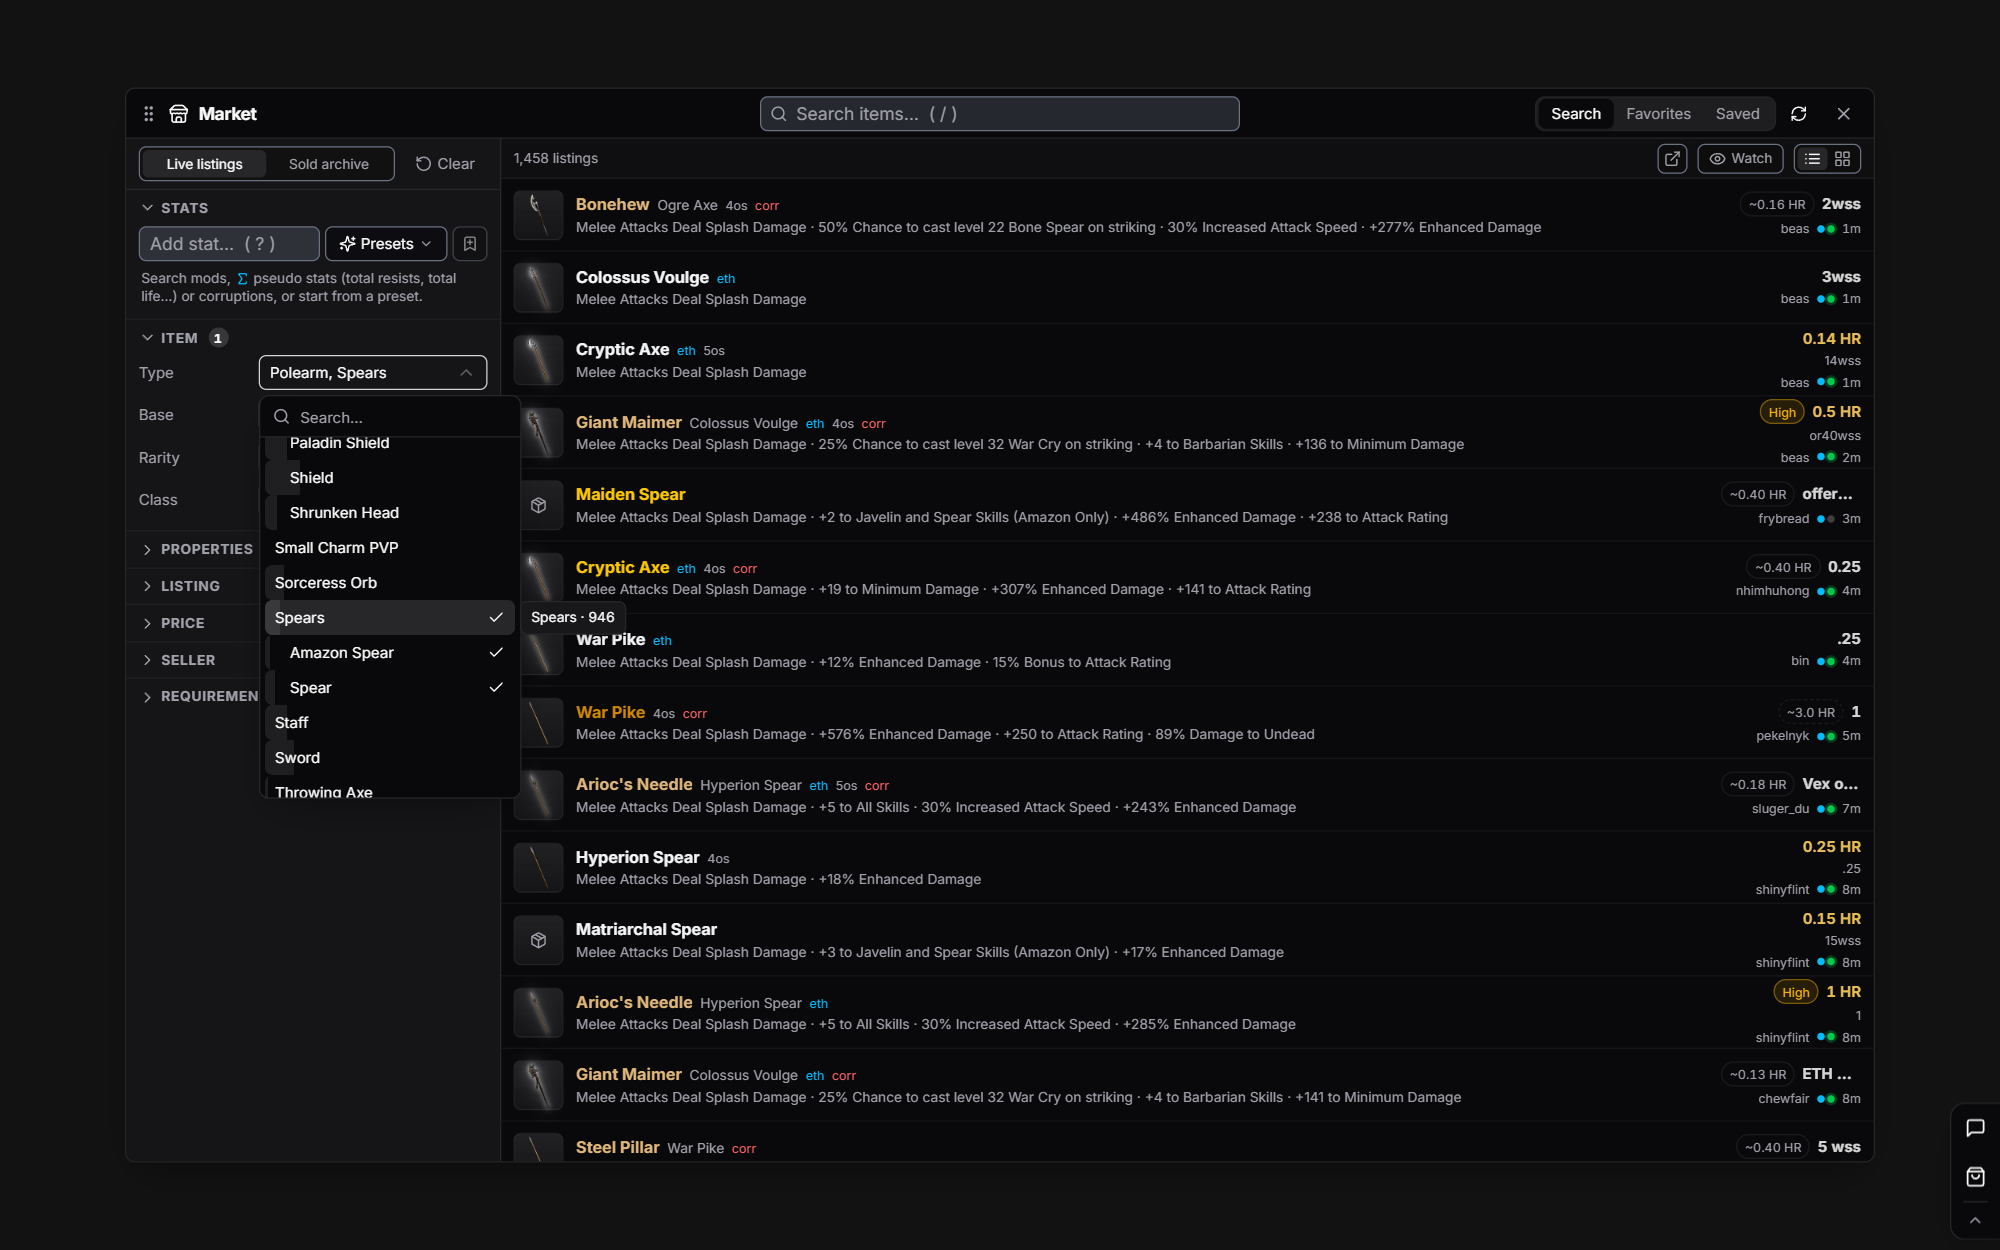 Market
Search items... ( / )
Search Favorites Saved
Live listings Sold archive Clear
1,458 listings
Watch
STATS
Add stat... ( ? ) Presets
Search mods, Σ pseudo stats (total resists, total
life...) or corruptions, or start from a preset.
ITEM 1
Type Polearm, Spears
Base
Rarity
Class
PROPERTIES
LISTING
PRICE
SELLER
REQUIREMEN
Search...
Paladin Shield
Shield
Shrunken Head
Small Charm PVP
Sorceress Orb
Spears
Amazon Spear
Spear
Staff
Sword
Throwing Axe
Spears · 946
Bonehew Ogre Axe 4os corr ~0.16 HR 2wss
Melee Attacks Deal Splash Damage · 50% Chance to cast level 22 Bone Spear on striking · 30% Increased Attack Speed · +277% Enhanced Damage beas 1m
Colossus Voulge eth 3wss
Melee Attacks Deal Splash Damage beas 1m
Cryptic Axe eth 5os 0.14 HR
14wss
Melee Attacks Deal Splash Damage beas 1m
Giant Maimer Colossus Voulge eth 4os corr High 0.5 HR
or40wss
Melee Attacks Deal Splash Damage · 25% Chance to cast level 32 War Cry on striking · +4 to Barbarian Skills · +136 to Minimum Damage beas 2m
Maiden Spear ~0.40 HR offer...
Melee Attacks Deal Splash Damage · +2 to Javelin and Spear Skills (Amazon Only) · +486% Enhanced Damage · +238 to Attack Rating frybread 3m
Cryptic Axe eth 4os corr ~0.40 HR 0.25
Melee Attacks Deal Splash Damage · +19 to Minimum Damage · +307% Enhanced Damage · +141 to Attack Rating nhimhuhong 4m
War Pike eth .25
Melee Attacks Deal Splash Damage · +12% Enhanced Damage · 15% Bonus to Attack Rating bin 4m
War Pike 4os corr ~3.0 HR 1
Melee Attacks Deal Splash Damage · +576% Enhanced Damage · +250 to Attack Rating · 89% Damage to Undead pekelnyk 5m
Arioc's Needle Hyperion Spear eth 5os corr ~0.18 HR Vex o...
Melee Attacks Deal Splash Damage · +5 to All Skills · 30% Increased Attack Speed · +243% Enhanced Damage sluger_du 7m
Hyperion Spear 4os 0.25 HR
.25
Melee Attacks Deal Splash Damage · +18% Enhanced Damage shinyflint 8m
Matriarchal Spear 0.15 HR
15wss
Melee Attacks Deal Splash Damage · +3 to Javelin and Spear Skills (Amazon Only) · +17% Enhanced Damage shinyflint 8m
Arioc's Needle Hyperion Spear eth High 1 HR
1
Melee Attacks Deal Splash Damage · +5 to All Skills · 30% Increased Attack Speed · +285% Enhanced Damage shinyflint 8m
Giant Maimer Colossus Voulge eth corr ~0.13 HR ETH ...
Melee Attacks Deal Splash Damage · 25% Chance to cast level 32 War Cry on striking · +4 to Barbarian Skills · +141 to Minimum Damage chewfair 8m
Steel Pillar War Pike corr ~0.40 HR 5 wss